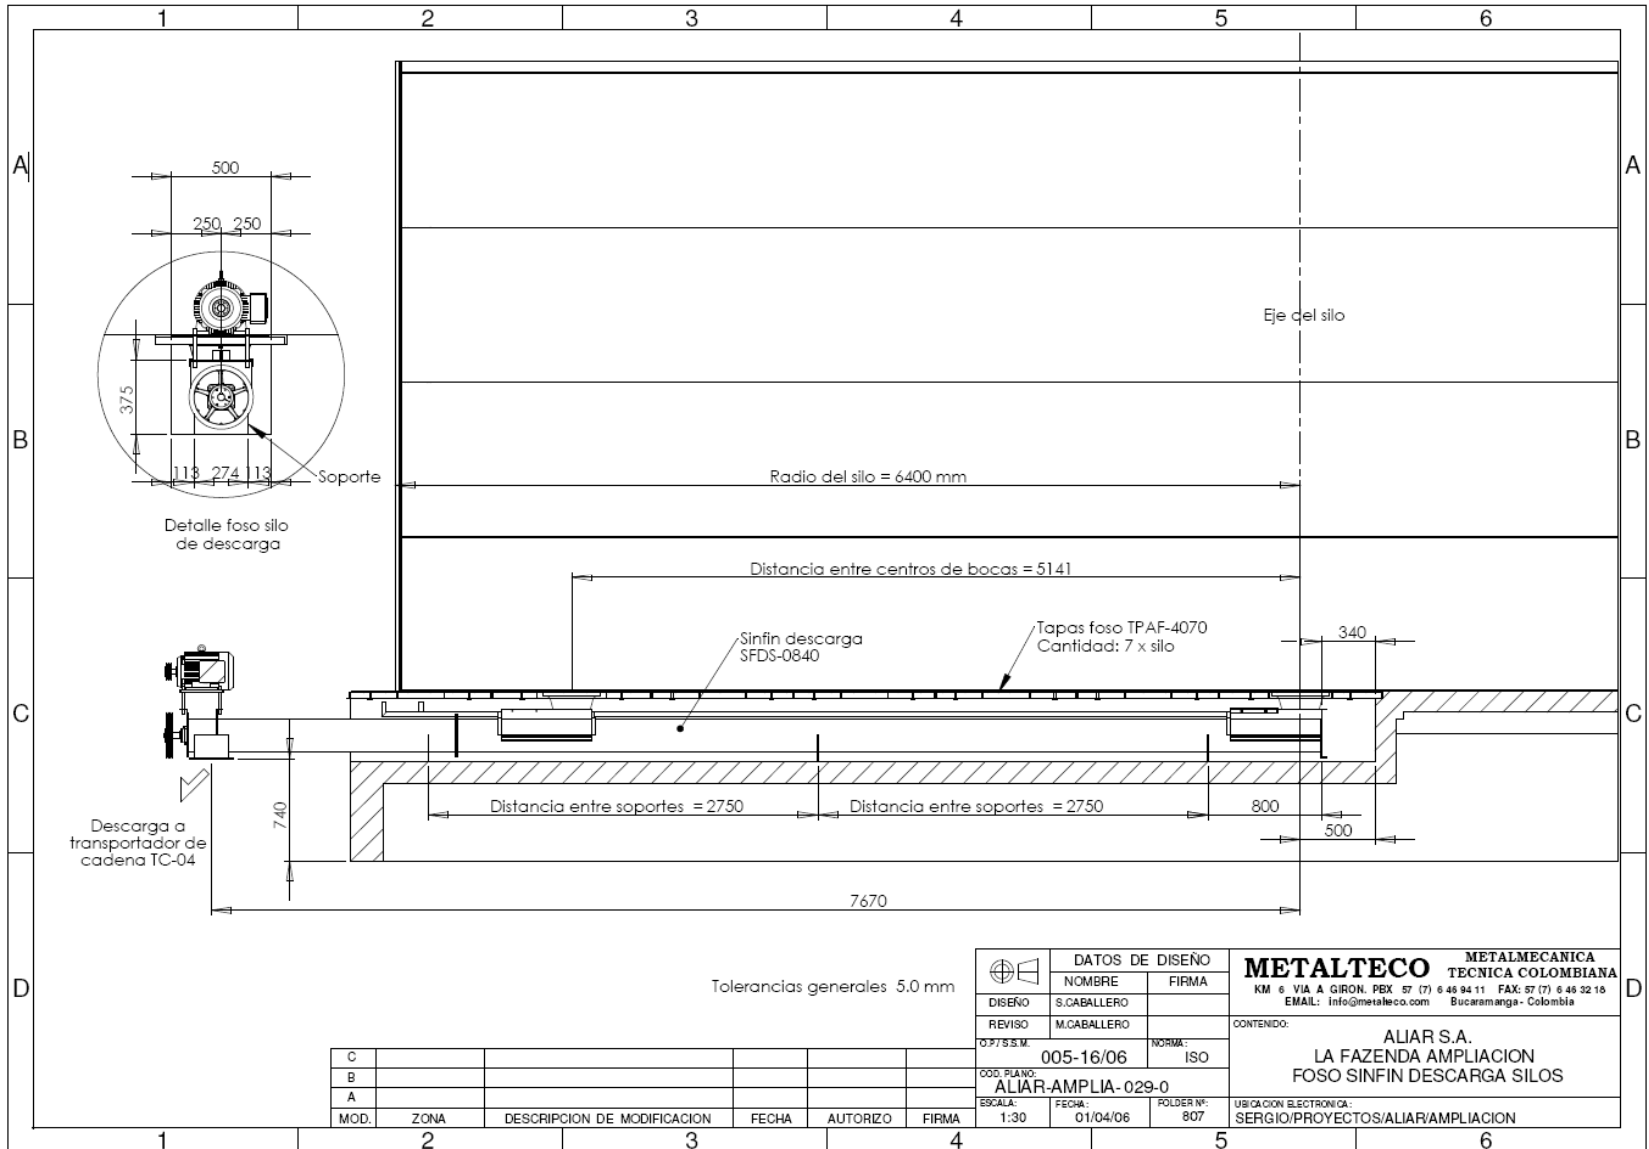 1 2 3 4 5 6
A
A
500
250 250
375
113 274 113
Soporte
Detalle foso silo
de descarga
Eje del silo
B
B
Radio del silo = 6400 mm
Distancia entre centros de bocas = 5141
Sinfin descarga
SFDS-0840
Tapas foso TPAF-4070
Cantidad: 7 x silo
340
C
C
740
Distancia entre soportes = 2750
Distancia entre soportes = 2750
800
500
Descarga a
transportador de
cadena TC-04
7670
D
D
Tolerancias generales 5.0 mm
DATOS DE DISEÑO
NOMBRE FIRMA
DISEÑO S.CABALLERO
REVISO M.CABALLERO
O.P./ S.S.M. 005-16/06 NORMA: ISO
COD. PLANO:
ALIAR-AMPLIA-029-0
ESCALA: 1:30 FECHA: 01/04/06 FOLDER Nº: 807
METALTECO METALMECANICA
TECNICA COLOMBIANA
KM 6 VIA A GIRON. PBX 57 (7) 6 46 94 11 FAX: 57 (7) 6 46 32 18
EMAIL: info@metalteco.com Bucaramanga- Colombia
CONTENIDO:
ALIAR S.A.
LA FAZENDA AMPLIACION
FOSO SINFIN DESCARGA SILOS
UBICACION ELECTRONICA:
SERGIO/PROYECTOS/ALIAR/AMPLIACION
C
B
A
MOD. ZONA DESCRIPCION DE MODIFICACION FECHA AUTORIZO FIRMA
1 2 3 4 5 6